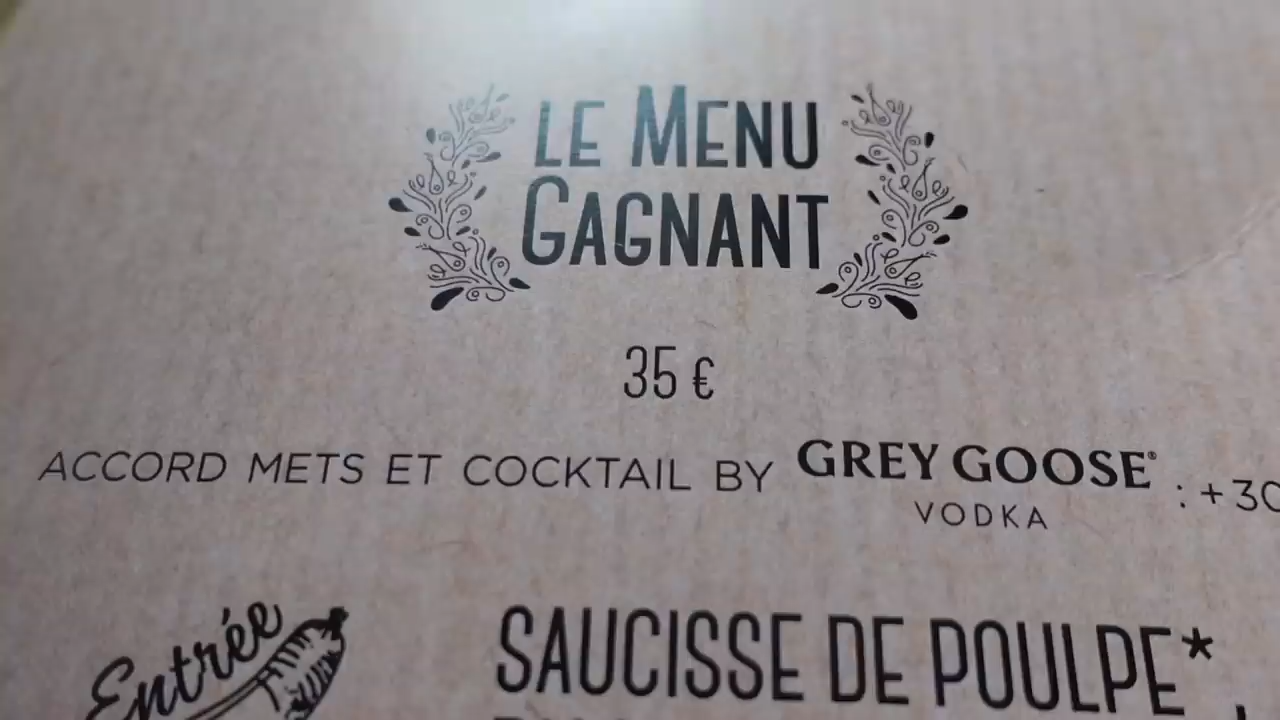 LE MENU
GAGNANT
35 €
ACCORD METS ET COCKTAIL BY GREY GOOSE® : +30
VODKA
Entrée
SAUCISSE DE POULPE*